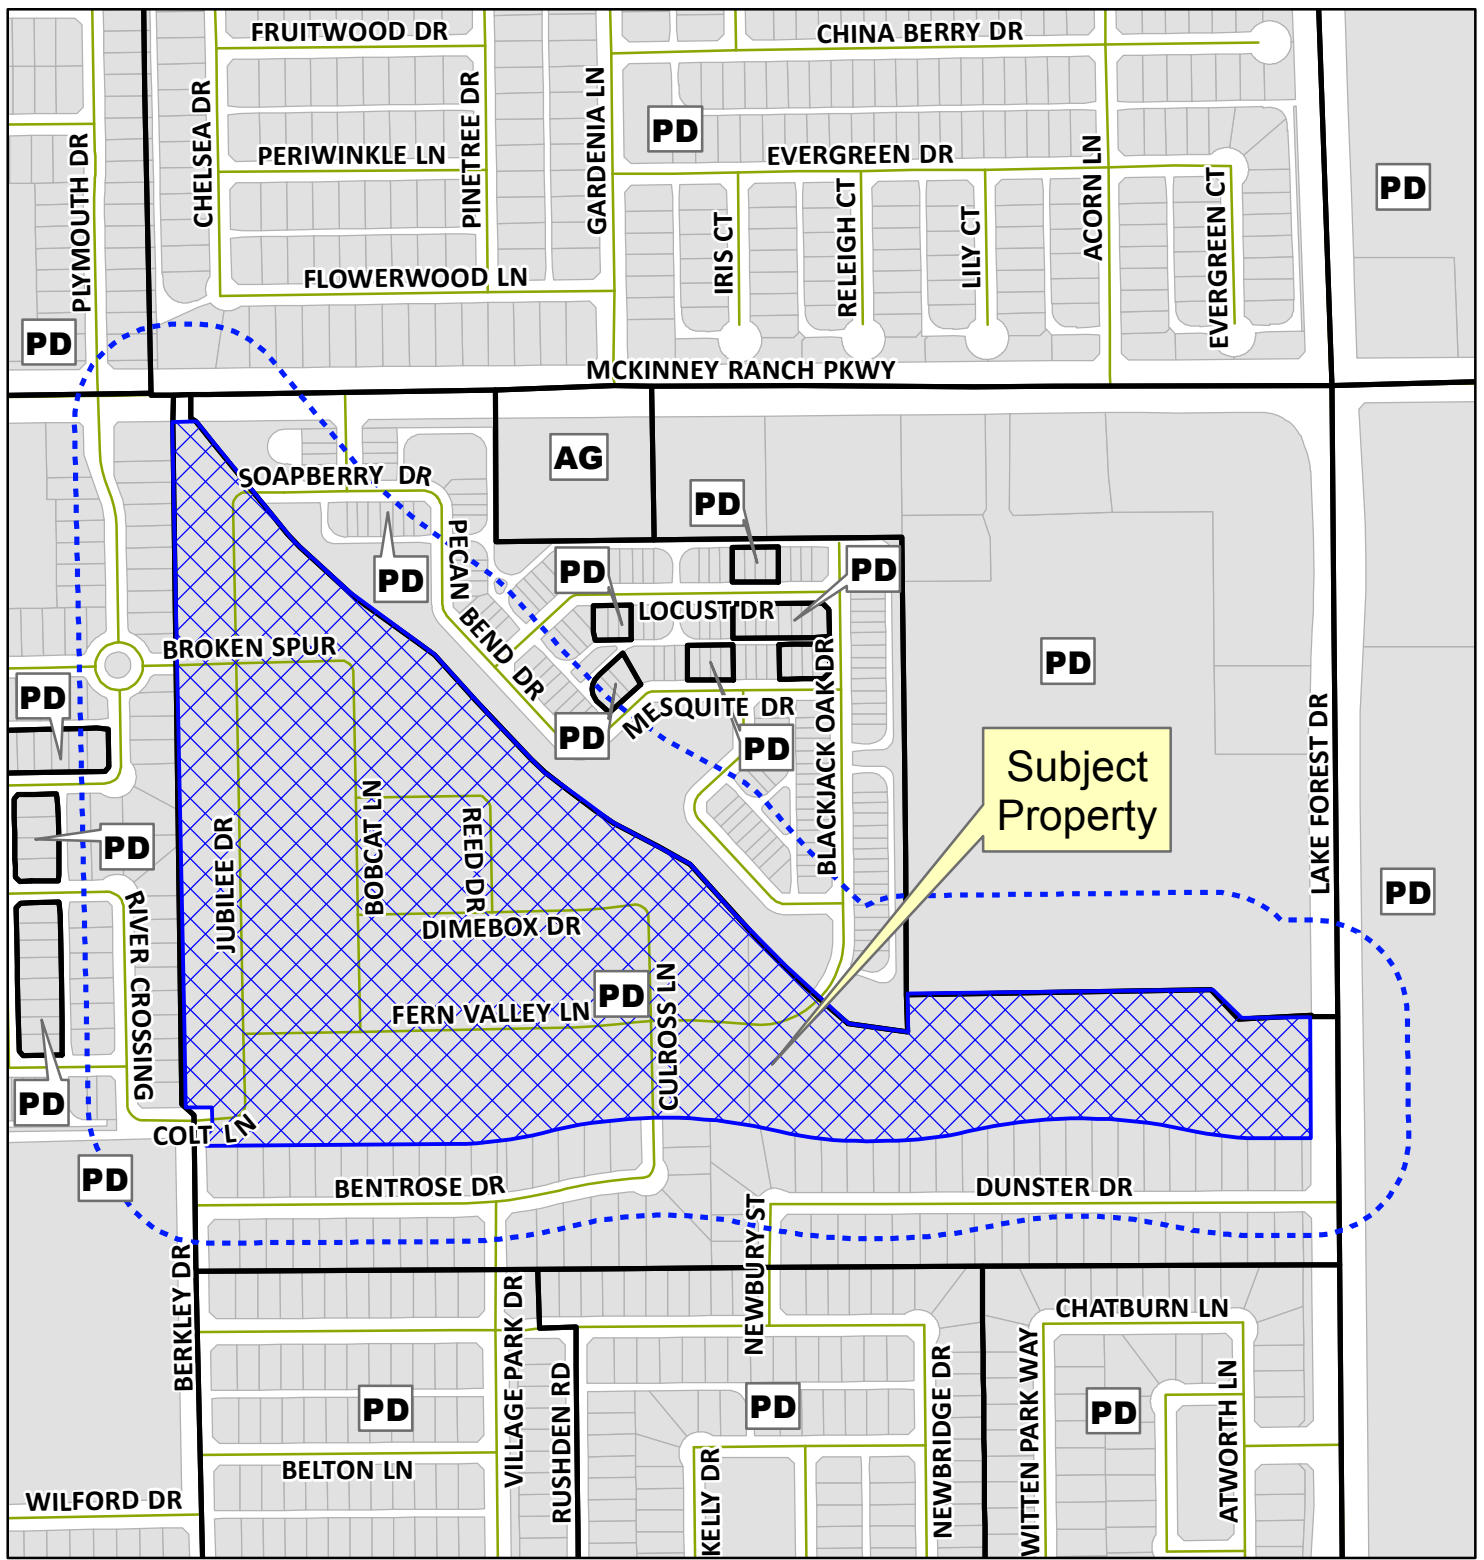 FRUITWOOD DR
CHINA BERRY DR
CHELSEA DR
PINETREE DR
GARDENIA LN
PD
PLYMOUTH DR
PERIWINKLE LN
EVERGREEN DR
ACORN LN
PD
IRIS CT
RELEIGH CT
LILY CT
EVERGREEN CT
FLOWERWOOD LN
PD
MCKINNEY RANCH PKWY
AG
SOAPBERRY DR
PD
PECAN BEND DR
PD
PD
PD
LOCUST DR
BROKEN SPUR
PD
PD
MESQUITE DR
PD
PD
BLACKJACK OAK DR
LAKE FOREST DR
Subject
Property
PD
JUBILEE DR
BOBCAT LN
REED DR
PD
DIMEBOX DR
RIVER CROSSING
PD
CULROSS LN
FERN VALLEY LN
PD
COLT LN
PD
BENTROSE DR
DUNSTER DR
NEWBURY ST
BERKLEY DR
VILLAGE PARK DR
CHATBURN LN
RUSHDEN RD
NEWBRIDGE DR
WITTEN PARK WAY
ATWORTH LN
PD
PD
PD
BELTON LN
KELLY DR
WILFORD DR